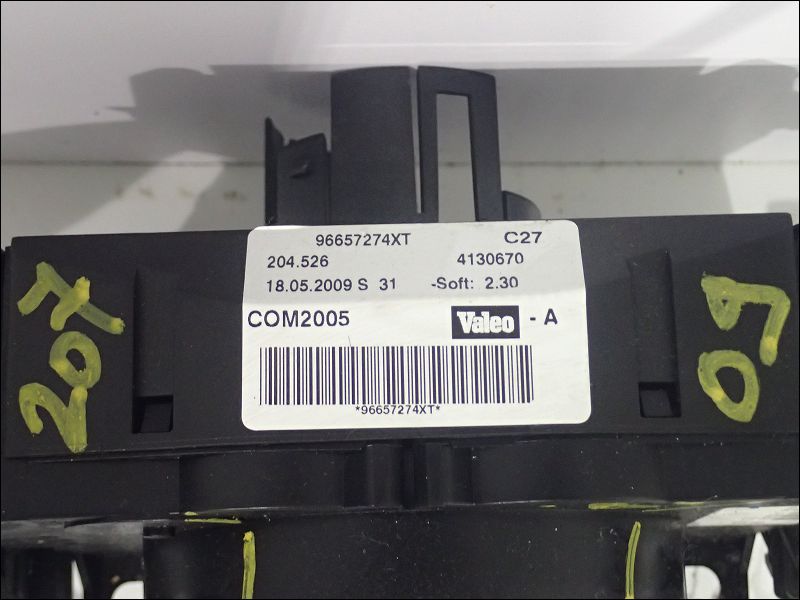 96657274XT C27
204.526 4130670
18.05.2009 S 31 -Soft: 2.30
COM2005 Valeo - A
*96657274XT*
207
09